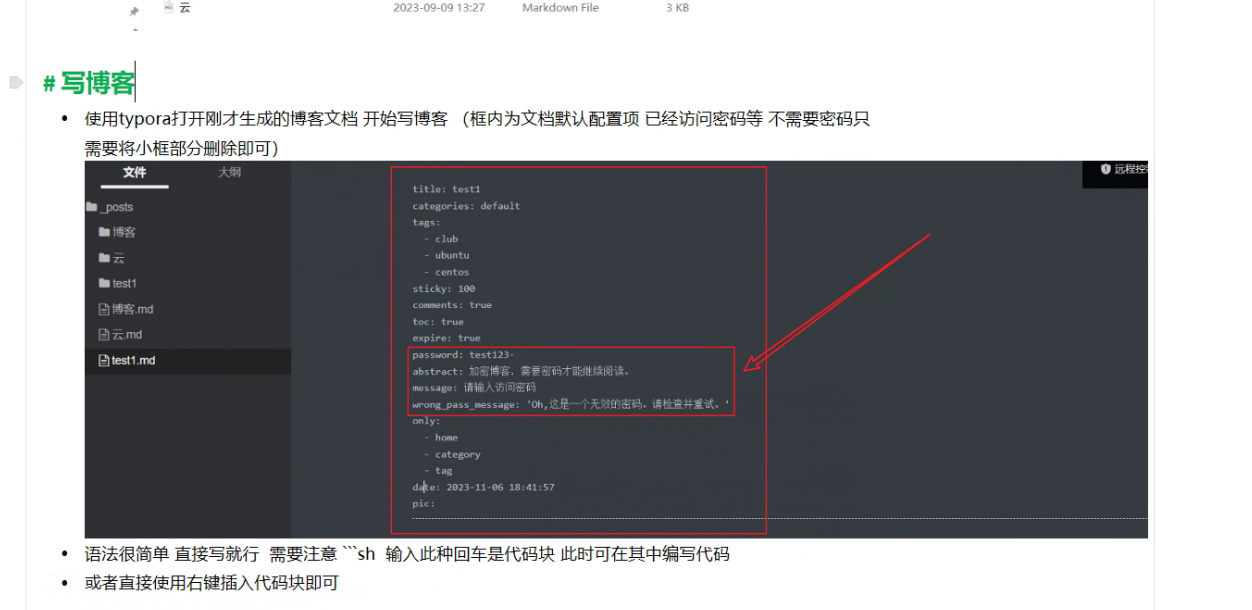 云 2023-09-09 13:27 Markdown File 3 KB
# 写博客
使用typora打开刚才生成的博客文档 开始写博客 （框内为文档默认配置项 已经访问密码等 不需要密码只
需要将小框部分删除即可）
文件 大纲
远程控
_posts
博客
云
test1
博客.md
云.md
test1.md
title: test1
categories: default
tags:
- club
- ubuntu
- centos
sticky: 100
comments: true
toc: true
expire: true
password: test123-
abstract: 加密博客，需要密码才能继续阅读。
message: 请输入访问密码
wrong_pass_message: 'Oh,这是一个无效的密码，请检查并重试。'
only:
- home
- category
- tag
date: 2023-11-06 18:41:57
pic:
语法很简单 直接写就行 需要注意 ```sh 输入此种回车是代码块 此时可在其中编写代码
或者直接使用右键插入代码块即可